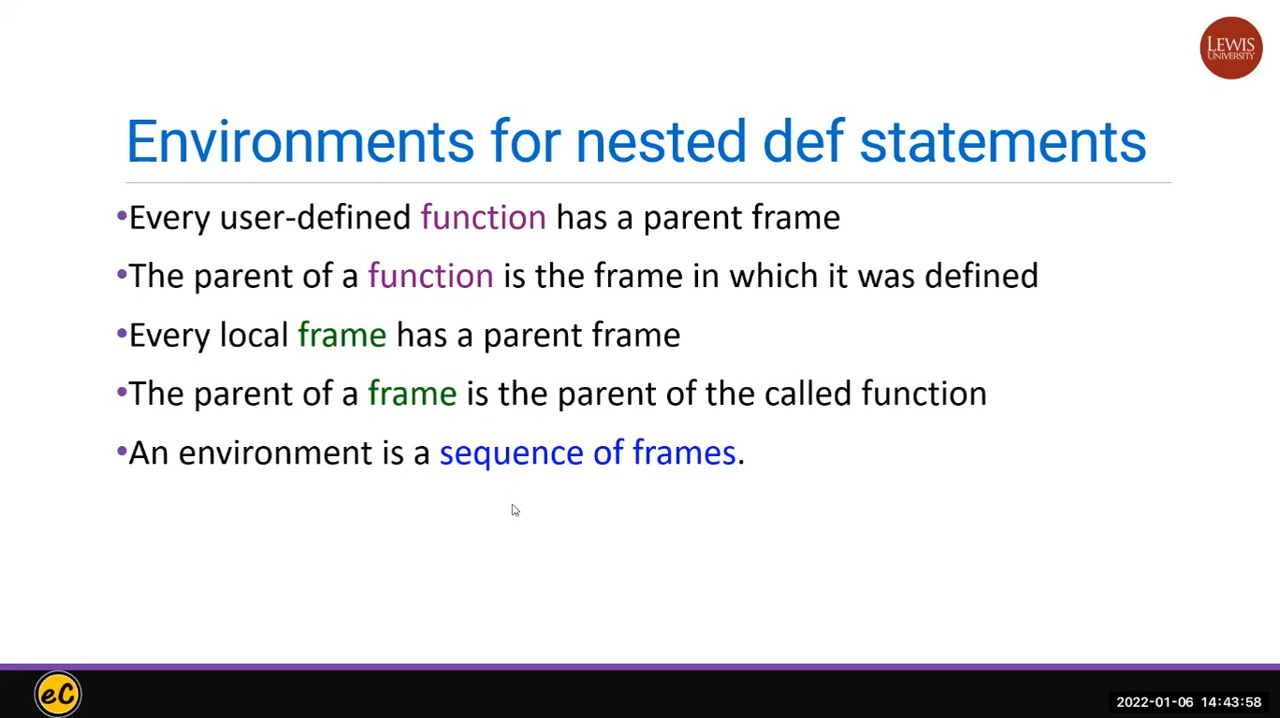 LEWIS
UNIVERSITY
Environments for nested def statements
•Every user-defined function has a parent frame
•The parent of a function is the frame in which it was defined
•Every local frame has a parent frame
•The parent of a frame is the parent of the called function
•An environment is a sequence of frames.
eC
2022-01-06 14:43:58